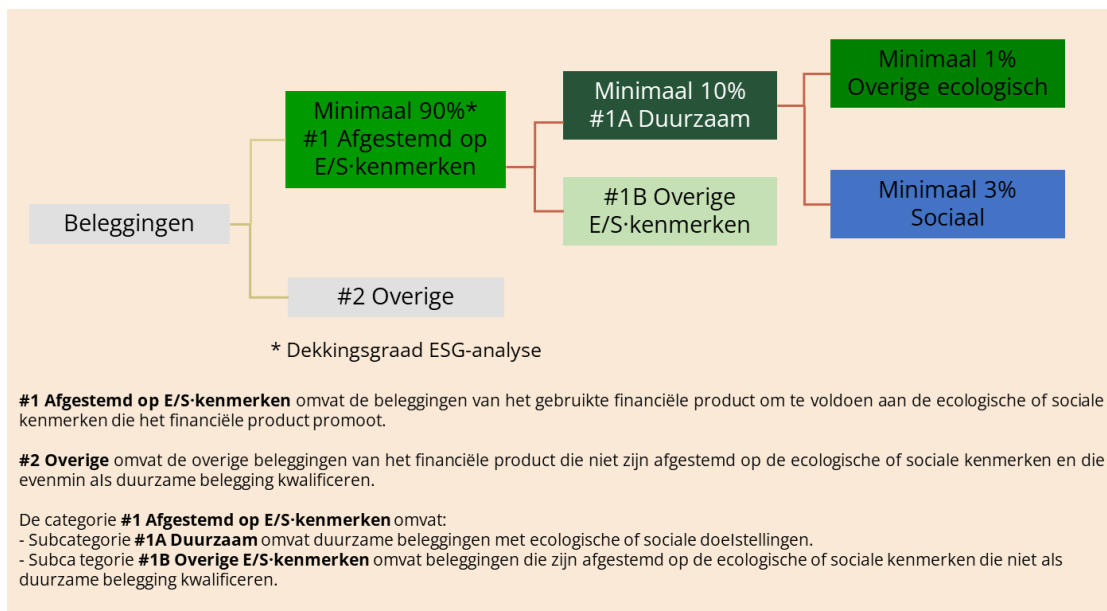 Minimaal 1%
Overige ecologisch
Minimaal 10%
#1A Duurzaam
Minimaal 90%*
#1 Afgestemd op
E/S·kenmerken
Minimaal 3%
Sociaal
#1B Overige
E/S·kenmerken
Beleggingen
#2 Overige
* Dekkingsgraad ESG-analyse
#1 Afgestemd op E/S·kenmerken omvat de beleggingen van het gebruikte financiële product om te voldoen aan de ecologische of sociale
kenmerken die het financiële product promoot.
#2 Overige omvat de overige beleggingen van het financiële product die niet zijn afgestemd op de ecologische of sociale kenmerken en die
evenmin als duurzame belegging kwalificeren.
De categorie #1 Afgestemd op E/S·kenmerken omvat:
- Subcategorie #1A Duurzaam omvat duurzame beleggingen met ecologische of sociale doelstellingen.
- Subca tegorie #1B Overige E/S·kenmerken omvat beleggingen die zijn afgestemd op de ecologische of sociale kenmerken die niet als
duurzame belegging kwalificeren.